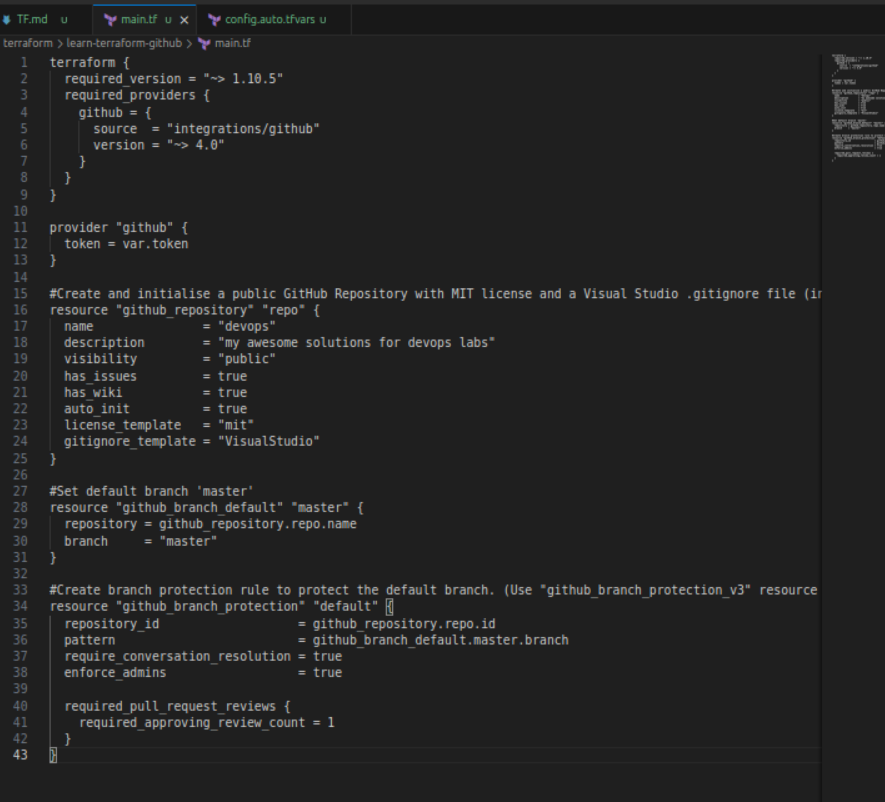 TF.md U main.tf U config.auto.tfvars U
terraform > learn-terraform-github > main.tf
1 terraform {
2 required_version = "~> 1.10.5"
3 required_providers {
4 github = {
5 source = "integrations/github"
6 version = "~> 4.0"
7 }
8 }
9 }
10
11 provider "github" {
12 token = var.token
13 }
14
15 #Create and initialise a public GitHub Repository with MIT license and a Visual Studio .gitignore file (in
16 resource "github_repository" "repo" {
17 name = "devops"
18 description = "my awesome solutions for devops labs"
19 visibility = "public"
20 has_issues = true
21 has_wiki = true
22 auto_init = true
23 license_template = "mit"
24 gitignore_template = "VisualStudio"
25 }
26
27 #Set default branch 'master'
28 resource "github_branch_default" "master" {
29 repository = github_repository.repo.name
30 branch = "master"
31 }
32
33 #Create branch protection rule to protect the default branch. (Use "github_branch_protection_v3" resource
34 resource "github_branch_protection" "default" {
35 repository_id = github_repository.repo.id
36 pattern = github_branch_default.master.branch
37 require_conversation_resolution = true
38 enforce_admins = true
39
40 required_pull_request_reviews {
41 required_approving_review_count = 1
42 }
43 }